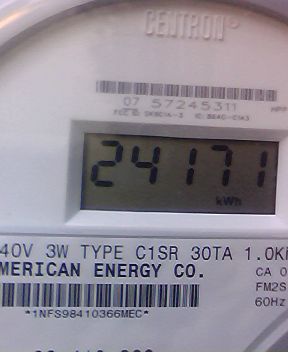 CENTRON®
07 57245311
24171
kWh
40V 3W TYPE C1SR 30TA 1.0K
MERICAN ENERGY CO.
CA 0
FM2S
60Hz
*1NFS98410366MEC*